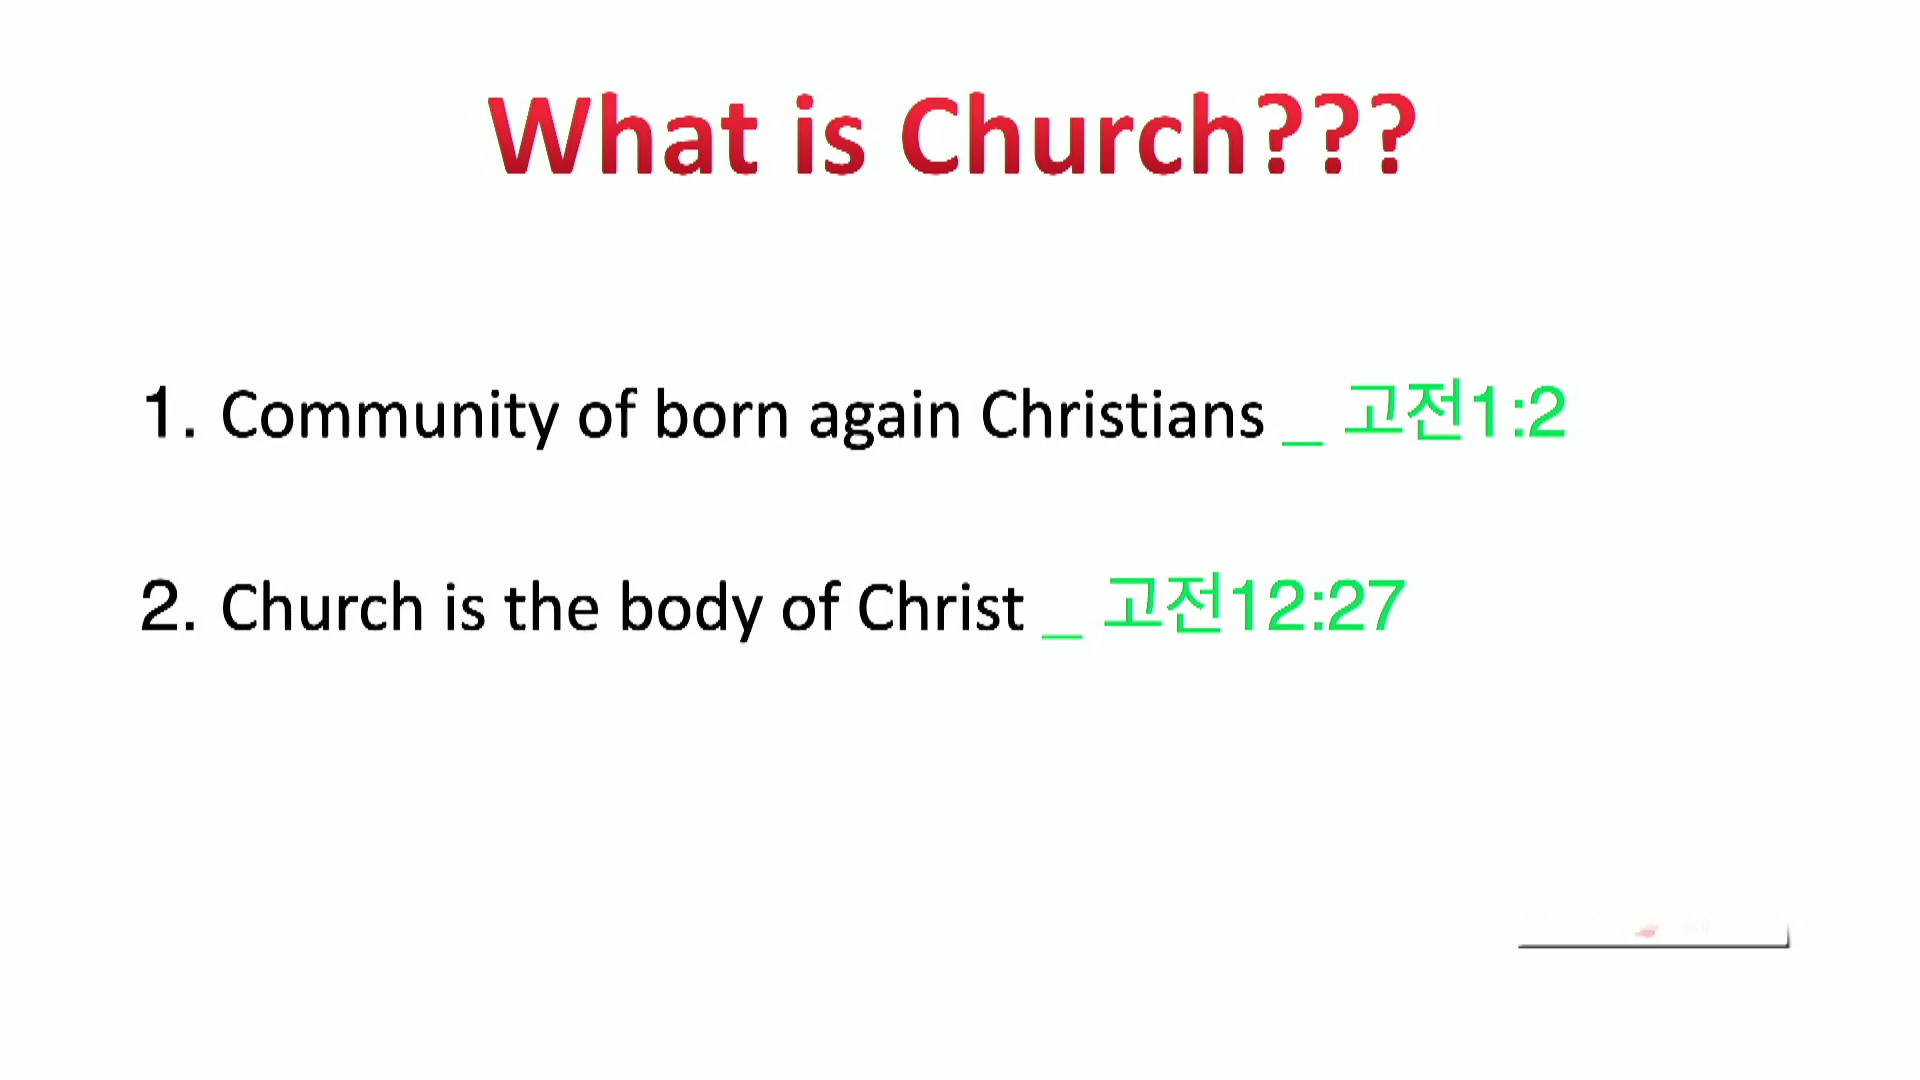 What is Church???
1. Community of born again Christians _ 고전1:2
2. Church is the body of Christ _ 고전12:27